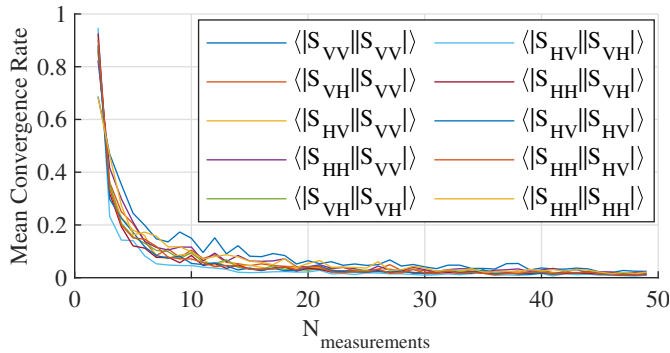 1
0.8
0.6
0.4
0.2
0
Mean Convergence Rate
⟨|S_VV||S_VV|⟩ ⟨|S_HV||S_VH|⟩
⟨|S_VH||S_VV|⟩ ⟨|S_HH||S_VH|⟩
⟨|S_HV||S_VV|⟩ ⟨|S_HV||S_HV|⟩
⟨|S_HH||S_VV|⟩ ⟨|S_HH||S_HV|⟩
⟨|S_VH||S_VH|⟩ ⟨|S_HH||S_HH|⟩
0 10 20 30 40 50
N_measurements